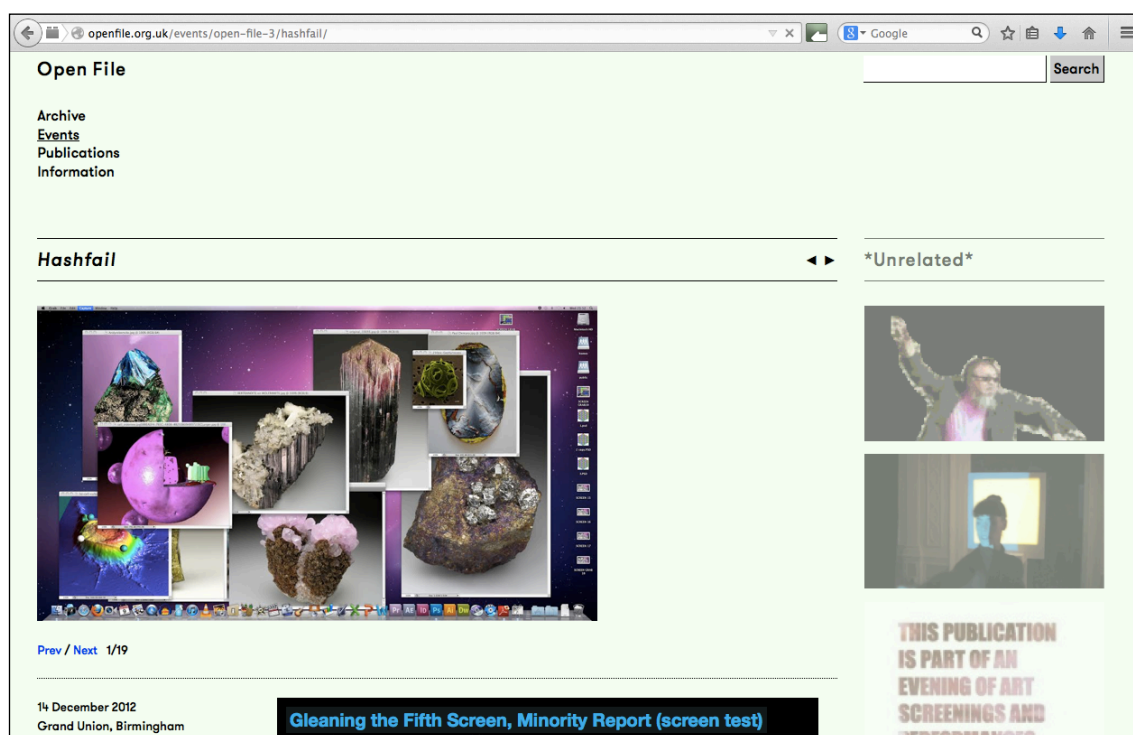 openfile.org.uk/events/open-file-3/hashfail/
Google
Open File
Search
Archive
Events
Publications
Information
Hashfail
*Unrelated*
Prev / Next 1/19
14 December 2012
Grand Union, Birmingham
Gleaning the Fifth Screen, Minority Report (screen test)
THIS PUBLICATION
IS PART OF AN
EVENING OF ART
SCREENINGS AND
PERFORMANCES